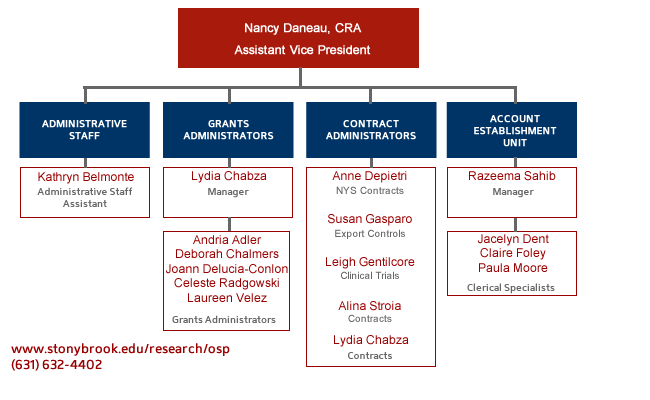 Nancy Daneau, CRA
Assistant Vice President
ADMINISTRATIVE
STAFF
Kathryn Belmonte
Administrative Staff
Assistant
GRANTS
ADMINISTRATORS
Lydia Chabza
Manager
Andria Adler
Deborah Chalmers
Joann Delucia-Conlon
Celeste Radgowski
Laureen Velez
Grants Administrators
CONTRACT
ADMINISTRATORS
Anne Depietri
NYS Contracts
Susan Gasparo
Export Controls
Leigh Gentilcore
Clinical Trials
Alina Stroia
Contracts
Lydia Chabza
Contracts
ACCOUNT
ESTABLISHMENT
UNIT
Razeema Sahib
Manager
Jacelyn Dent
Claire Foley
Paula Moore
Clerical Specialists
www.stonybrook.edu/research/osp
(631) 632-4402